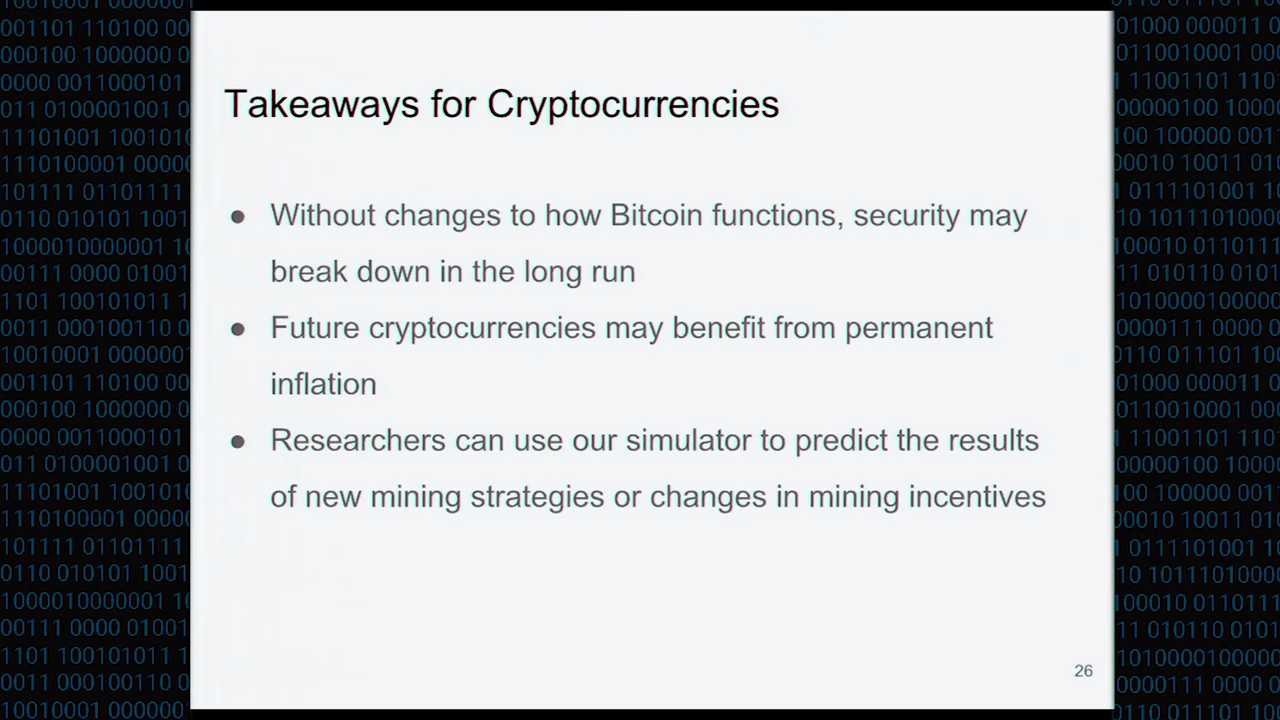 Takeaways for Cryptocurrencies
● Without changes to how Bitcoin functions, security may
break down in the long run
● Future cryptocurrencies may benefit from permanent
inflation
● Researchers can use our simulator to predict the results
of new mining strategies or changes in mining incentives
26